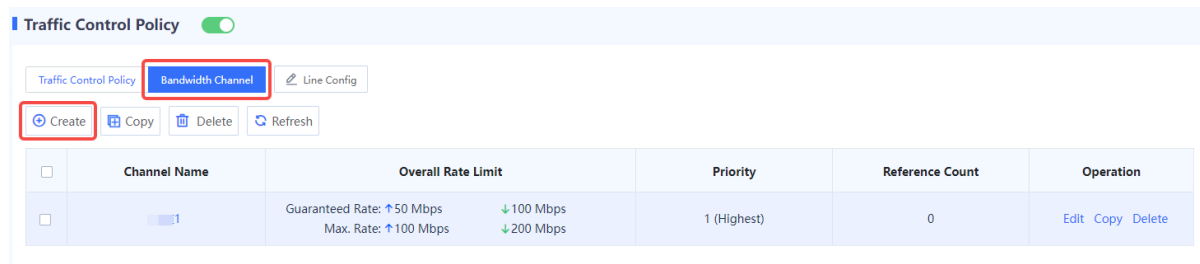 Traffic Control Policy
Traffic Control Policy Bandwidth Channel Line Config
Create Copy Delete Refresh
Channel Name Overall Rate Limit Priority Reference Count Operation
Guaranteed Rate: ↑50 Mbps ↓100 Mbps
1 1 (Highest) 0 Edit Copy Delete
Max. Rate: ↑100 Mbps ↓200 Mbps